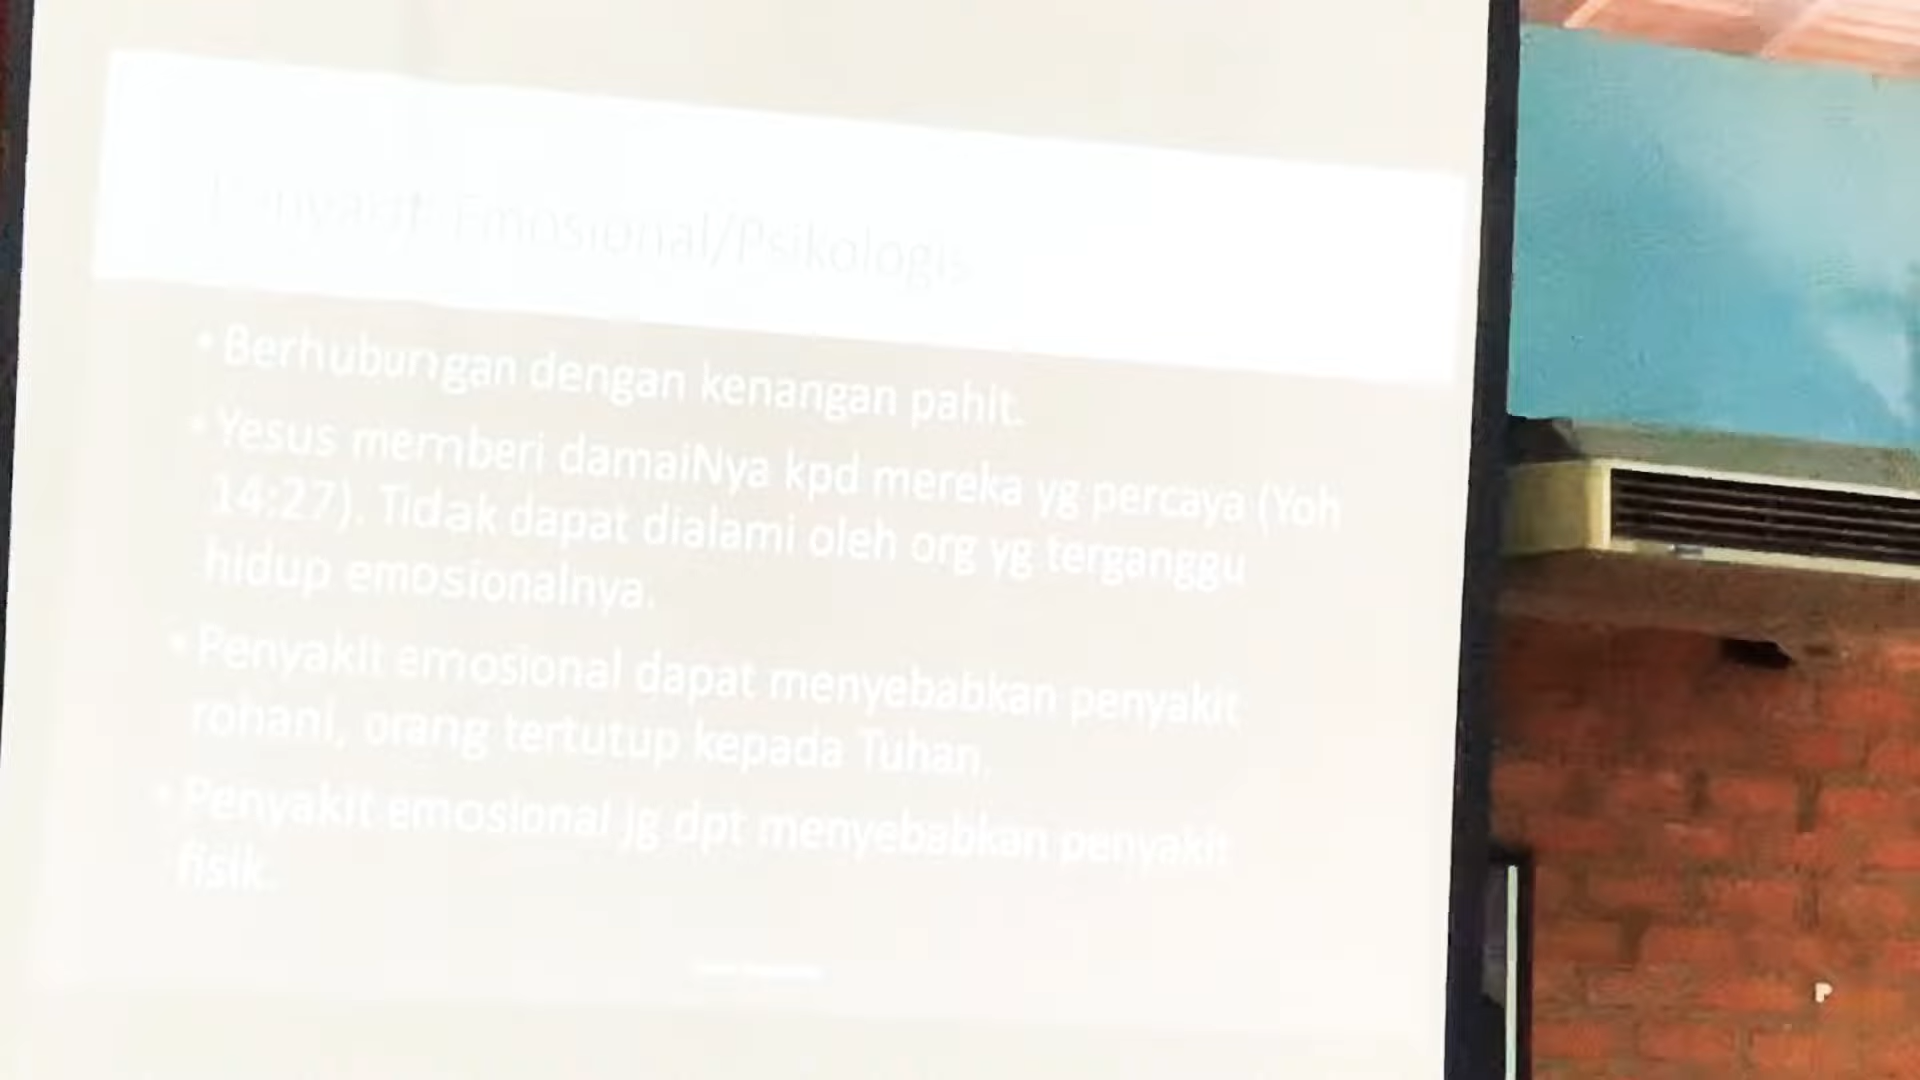 Penyakit Emosional/Psikologis
• Berhubungan dengan kenangan pahit.
• Yesus memberi damaiNya kpd mereka yg percaya (Yoh
14:27). Tidak dapat dialami oleh org yg terganggu
hidup emosionalnya.
• Penyakit emosional dapat menyebabkan penyakit
rohani, orang tertutup kepada Tuhan.
• Penyakit emosional jg dpt menyebabkan penyakit
fisik.
P